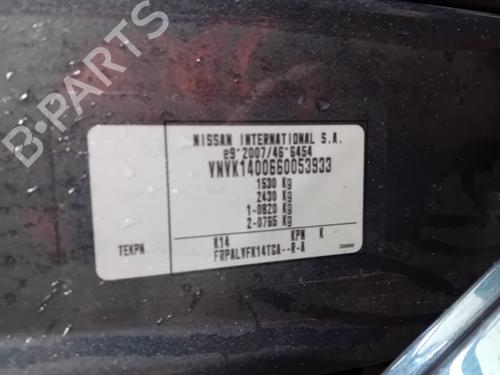 B-PARTS
NISSAN INTERNATIONAL S.A.
e9*2007/46*6454
VNVK1400660053933
1630 Kg
2430 Kg
1-0820 Kg
2-0765 Kg
TEKPN K14 KPN K
FRPALVFK14TGA--R-A